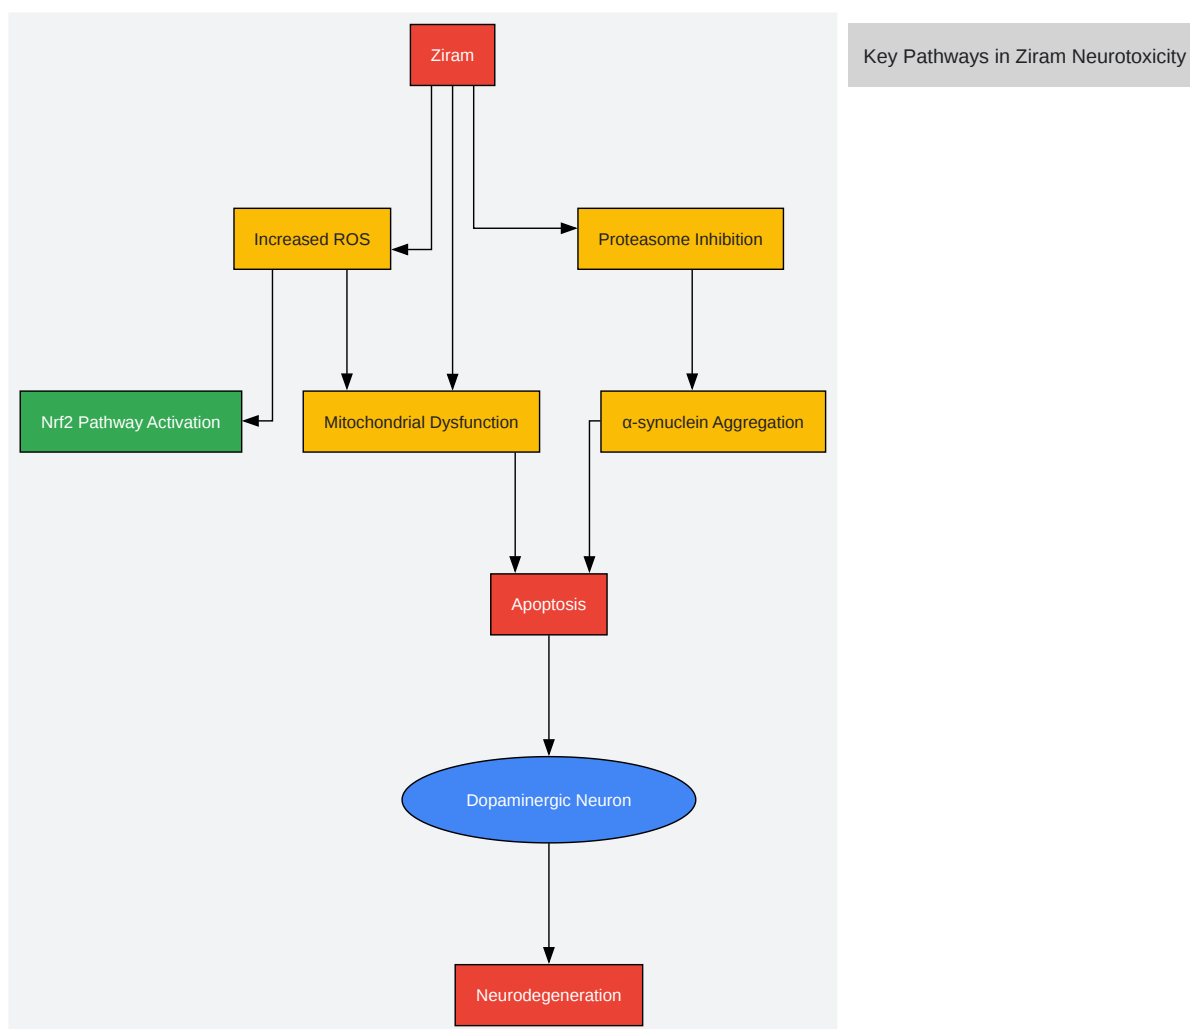 Ziram
Key Pathways in Ziram Neurotoxicity
Increased ROS
Proteasome Inhibition
Nrf2 Pathway Activation
Mitochondrial Dysfunction
α-synuclein Aggregation
Apoptosis
Dopaminergic Neuron
Neurodegeneration